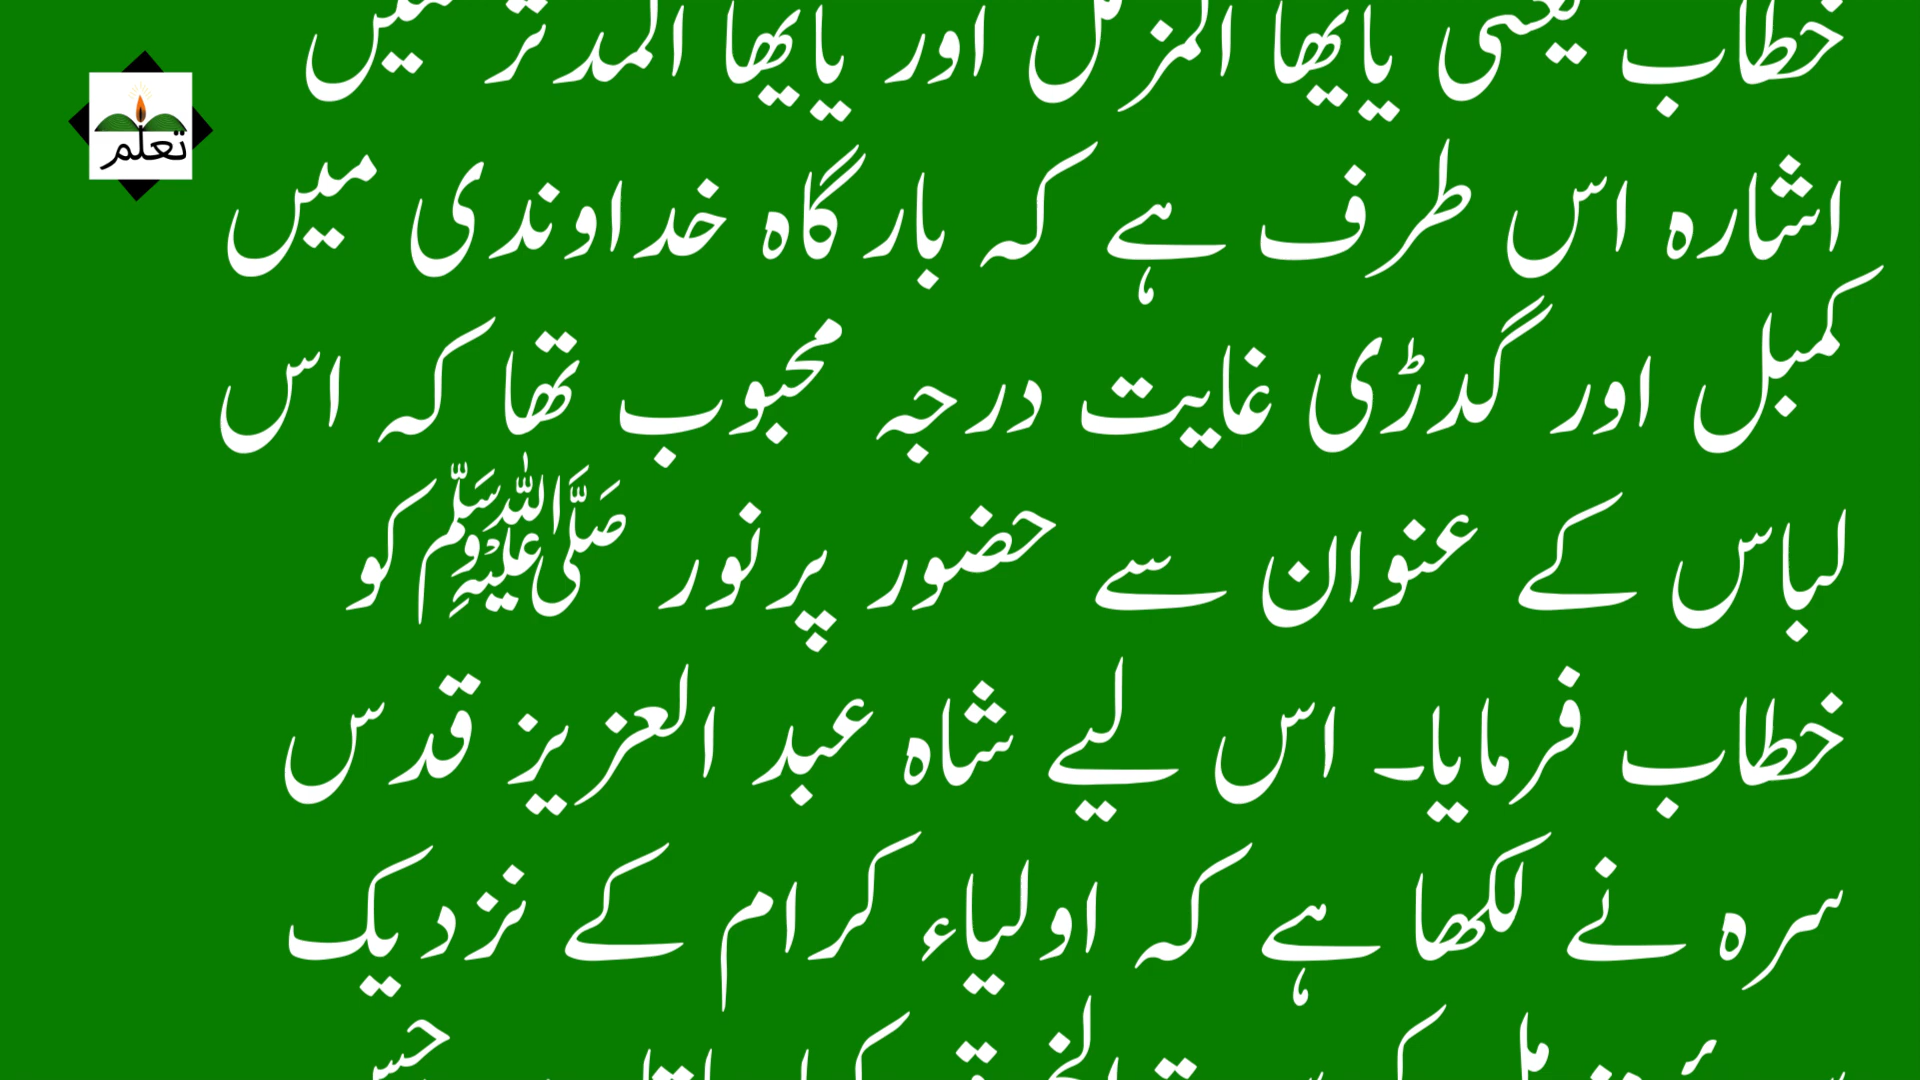 خطاب یعنی یایھا المزمل اور یایھا المدثر میں
تعلم
اشارہ اس طرف ہے کہ بارگاہ خداوندی میں
کمبل اور گدڑی غایت درجہ محبوب تھا کہ اس
لباس کے عنوان سے حضور پرنور ﷺ کو
خطاب فرمایا۔ اس لیے شاہ عبد العزیز قدس
سرہ نے لکھا ہے کہ اولیاء کرام کے نزدیک